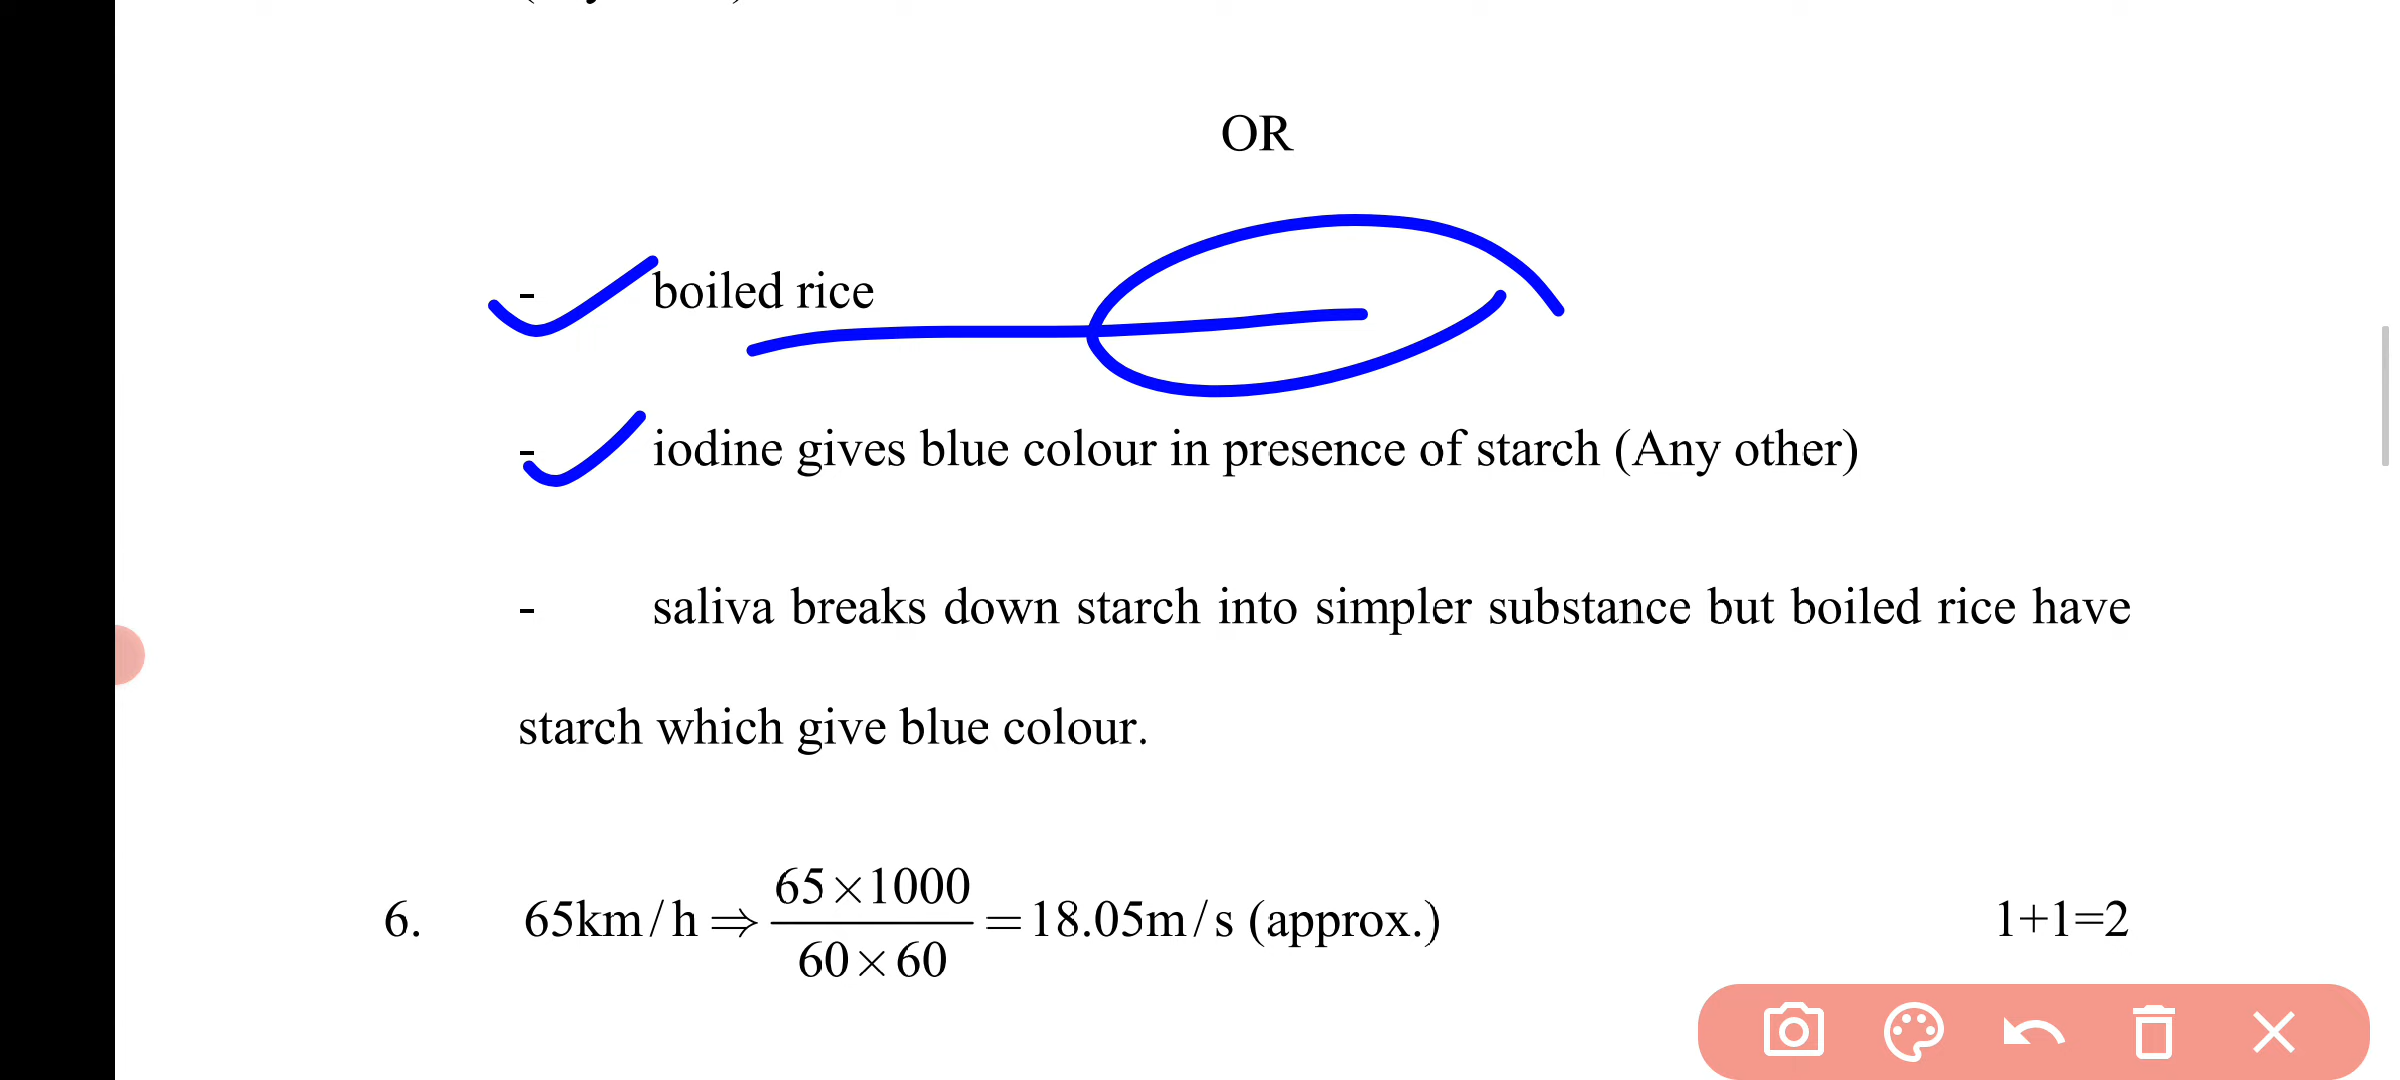 OR
- boiled rice
- iodine gives blue colour in presence of starch (Any other)
- saliva breaks down starch into simpler substance but boiled rice have
starch which give blue colour.
6. 65km/h ⇒ 65×1000 / 60×60 = 18.05m/s (approx.) 1+1=2